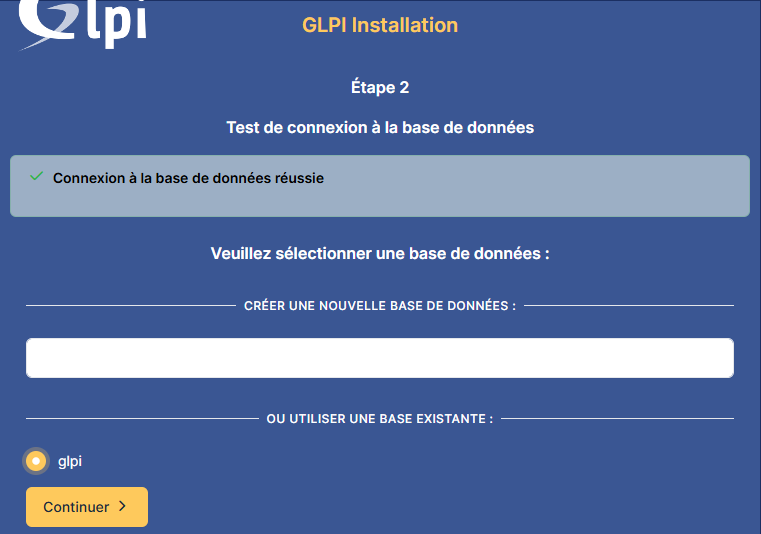 Glpi
GLPI Installation
Étape 2
Test de connexion à la base de données
Connexion à la base de données réussie
Veuillez sélectionner une base de données :
CRÉER UNE NOUVELLE BASE DE DONNÉES :
OU UTILISER UNE BASE EXISTANTE :
glpi
Continuer